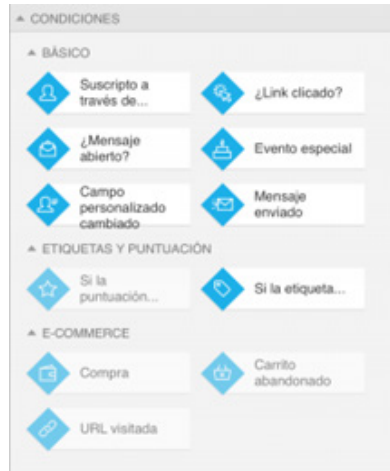 CONDICIONES
BÁSICO
Suscripto a
través de...
¿Link clicado?
¿Mensaje
abierto?
Evento especial
Campo
personalizado
cambiado
Mensaje
enviado
ETIQUETAS Y PUNTUACIÓN
Si la
puntuación...
Si la etiqueta...
E-COMMERCE
Compra
Carrito
abandonado
URL visitada